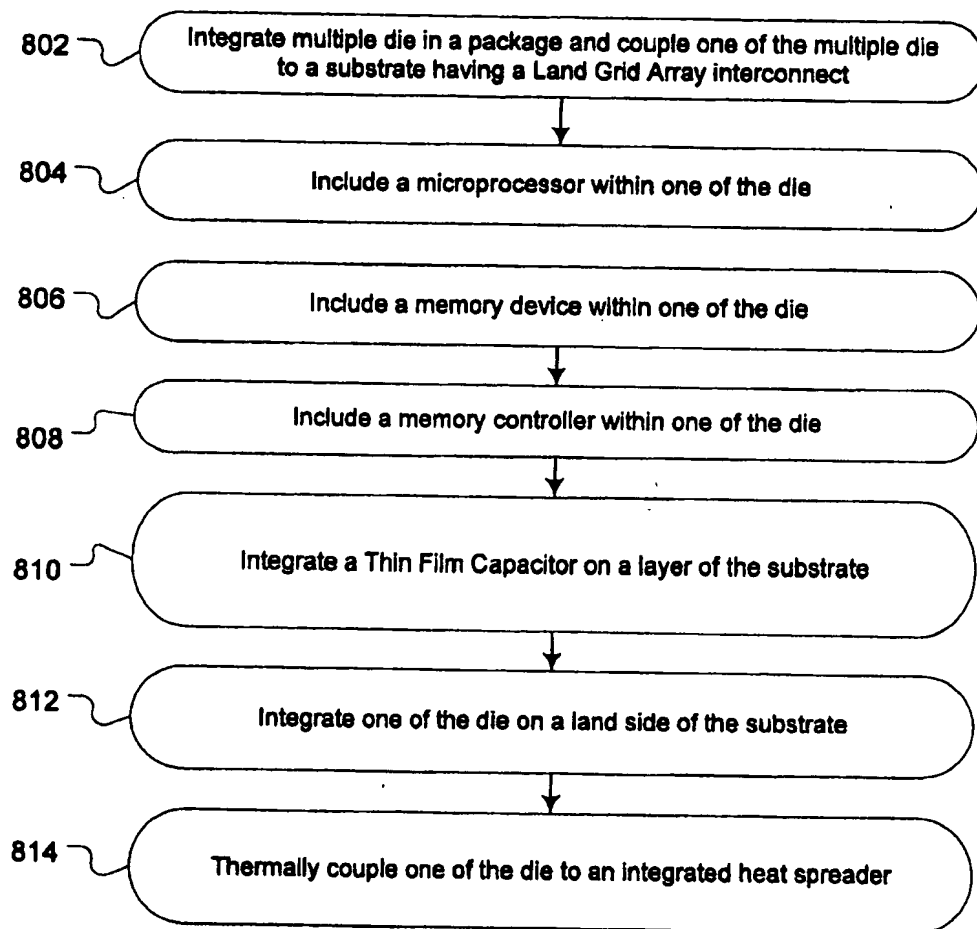 802
Integrate multiple die in a package and couple one of the multiple die
to a substrate having a Land Grid Array interconnect
804
Include a microprocessor within one of the die
806
Include a memory device within one of the die
808
Include a memory controller within one of the die
810
Integrate a Thin Film Capacitor on a layer of the substrate
812
Integrate one of the die on a land side of the substrate
814
Thermally couple one of the die to an integrated heat spreader